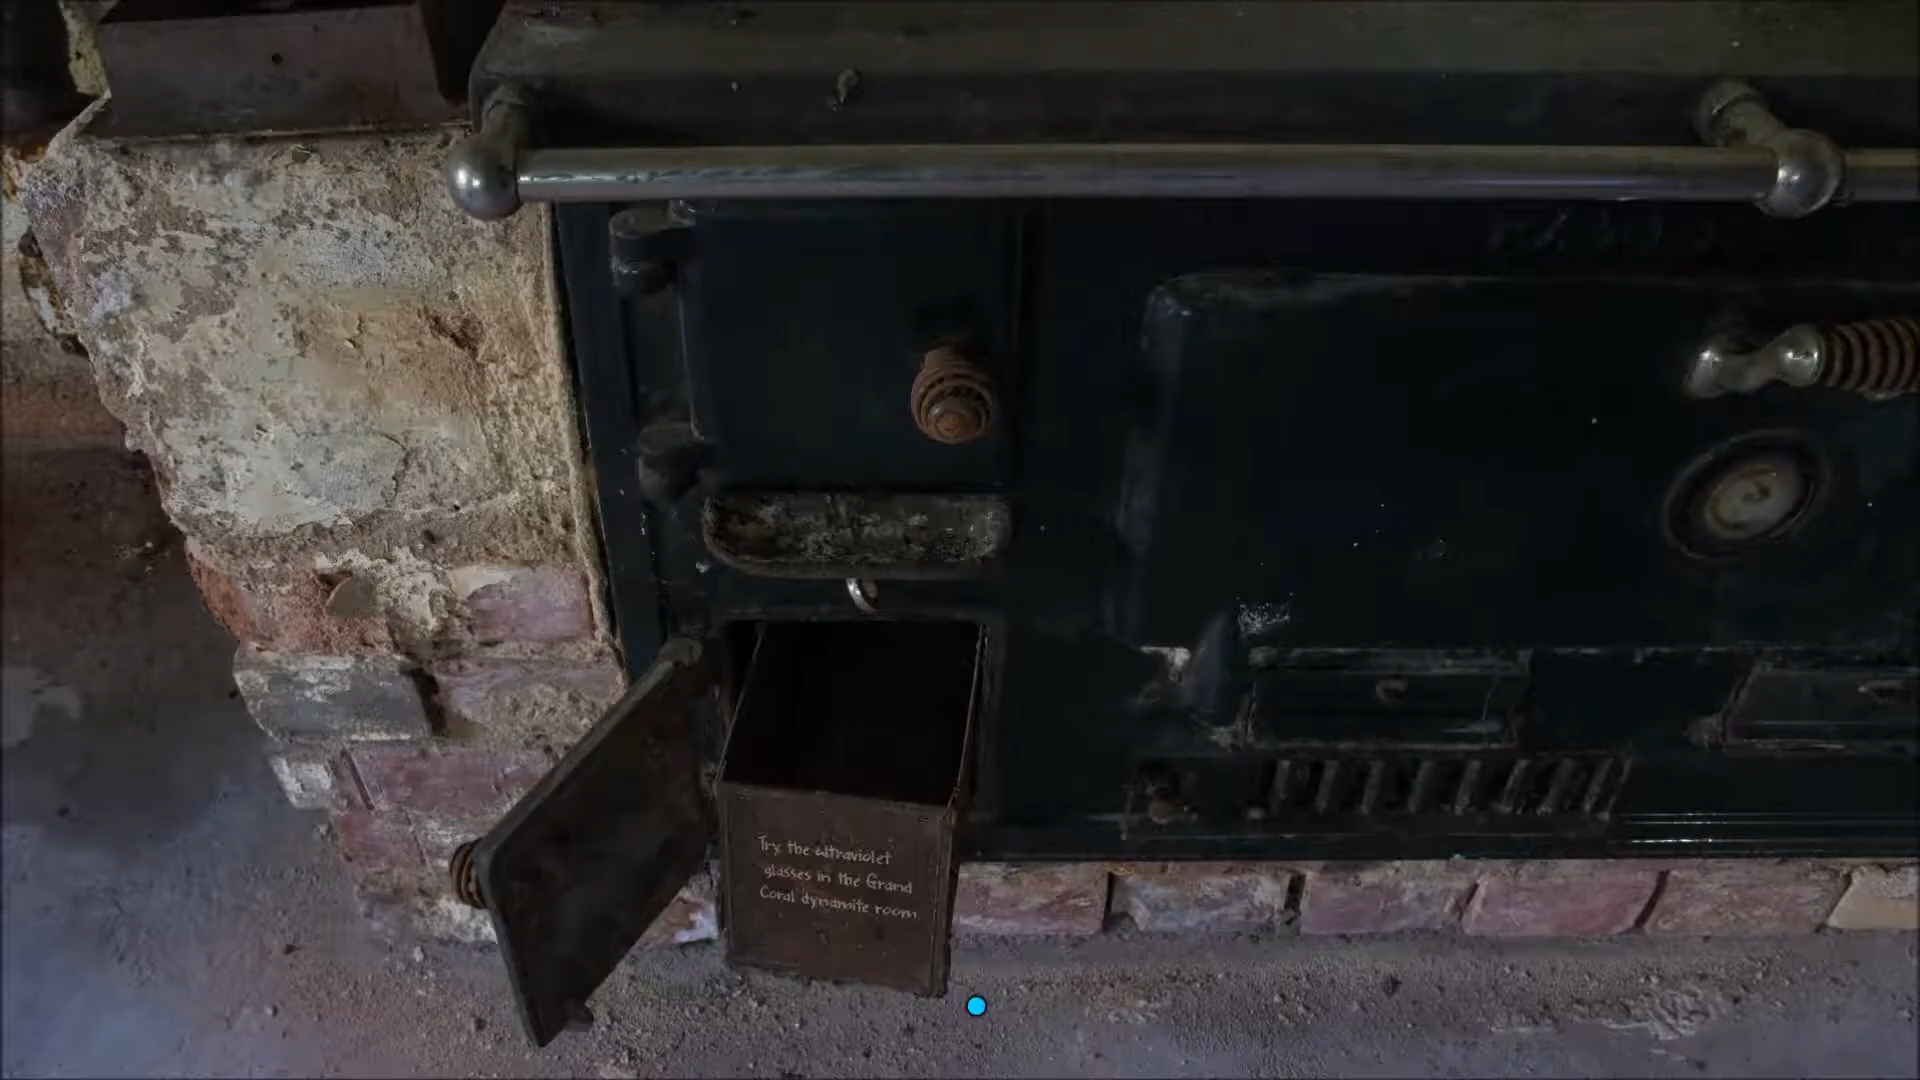 Try the ultraviolet
glasses in the Grand
Coral dynamite room.